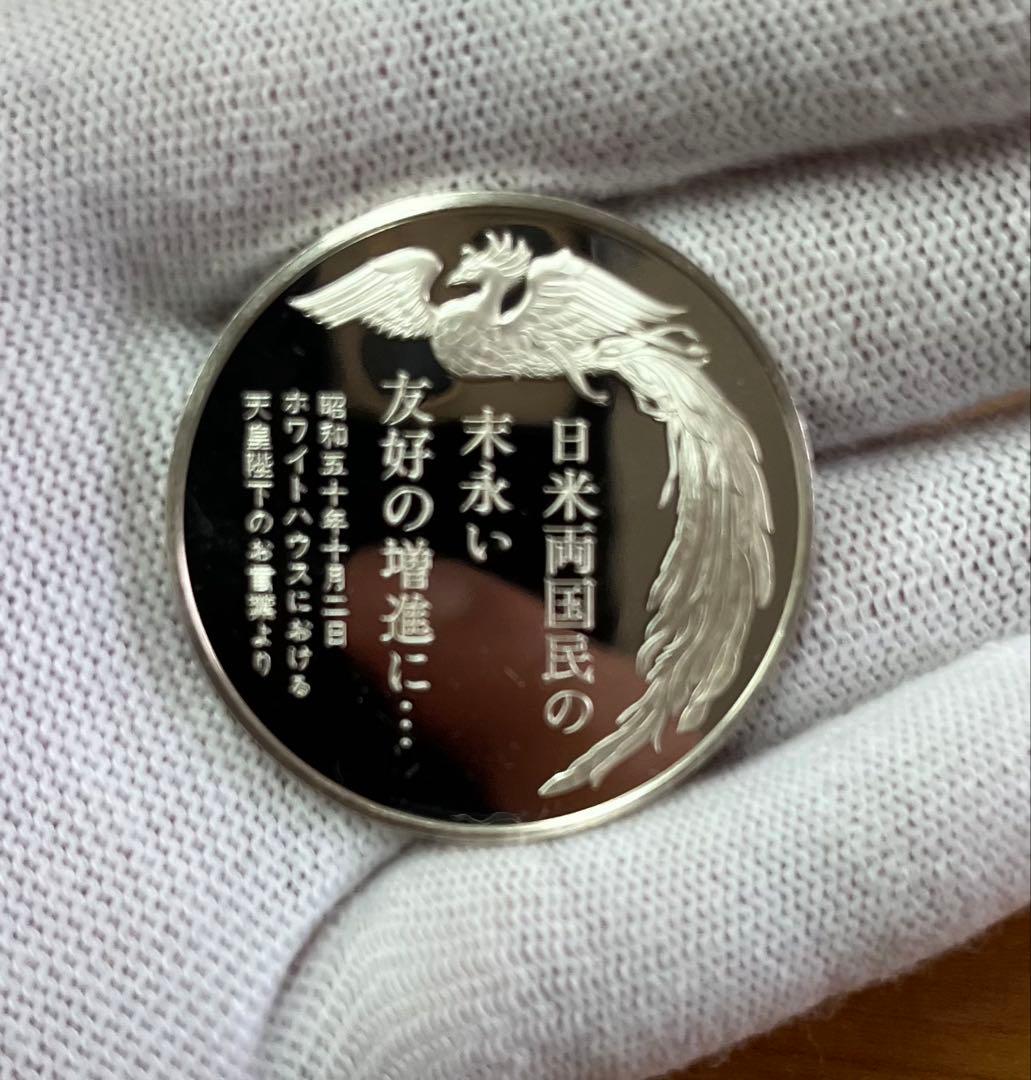 日米両国民の
末永い
友好の増進に…
昭和五十年十月二日
ホワイトハウスにおける
天皇陛下のお言葉より